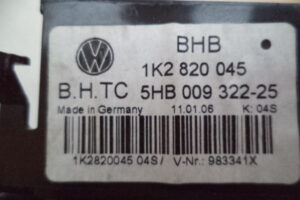 BHB
1K2 820 045
B.H.TC 5HB 009 322-25
Made in Germany 11.01.06 K: 04S
1K2820045 04S/ V-Nr.: 983341X